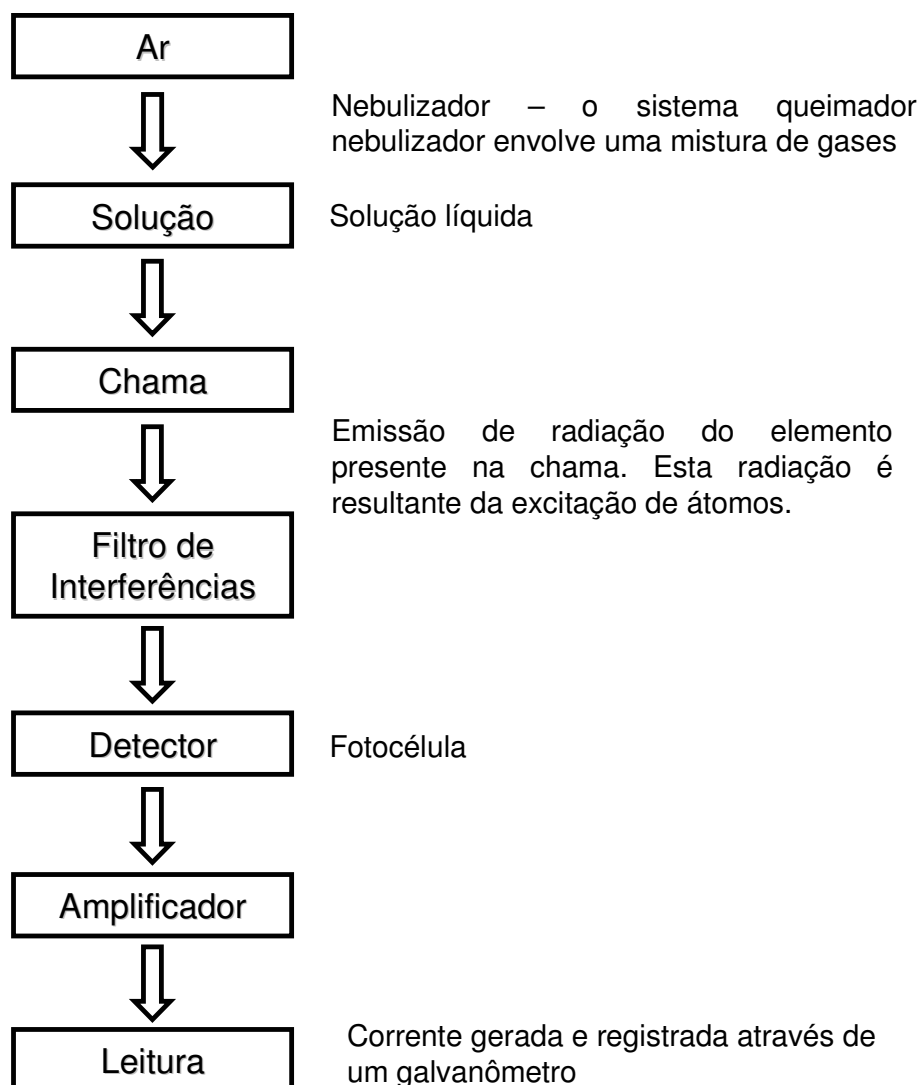 Ar
Nebulizador – o sistema queimador
nebulizador envolve uma mistura de gases
Solução
Solução líquida
Chama
Emissão de radiação do elemento
presente na chama. Esta radiação é
resultante da excitação de átomos.
Filtro de
Interferências
Detector
Fotocélula
Amplificador
Leitura
Corrente gerada e registrada através de
um galvanômetro